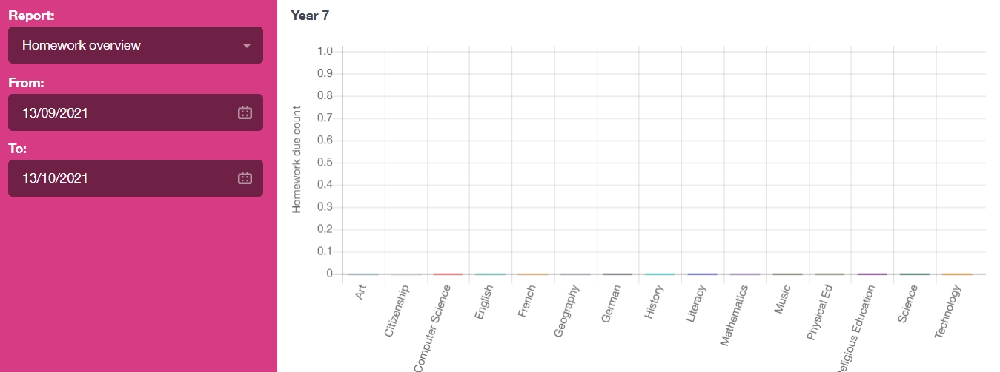 Report:
Homework overview
From:
13/09/2021
To:
13/10/2021
Year 7
Homework due count
1.0
0.9
0.8
0.7
0.6
0.5
0.4
0.3
0.2
0.1
0
Art
Citizenship
Computer Science
English
French
Geography
German
History
Literacy
Mathematics
Music
Physical Ed
eligious Education
Science
Technology